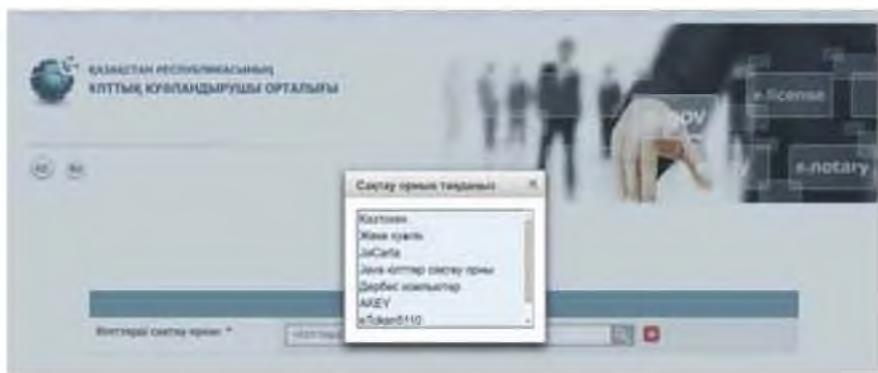 ҚАЗАҚСТАН РЕСПУБЛИКАСЫНЫҢ
ҰЛТТЫҚ КУӘЛАНДЫРУШЫ ОРТАЛЫҒЫ
gov
e-license
e-notary
Сақтау орнын таңдаңыз
Казтокен
Жеке куәлік
JaCarta
Java кілттер сақтау орны
Дербес компьютер
AKEY
eToken5110
Кілттерді сақтау орны *